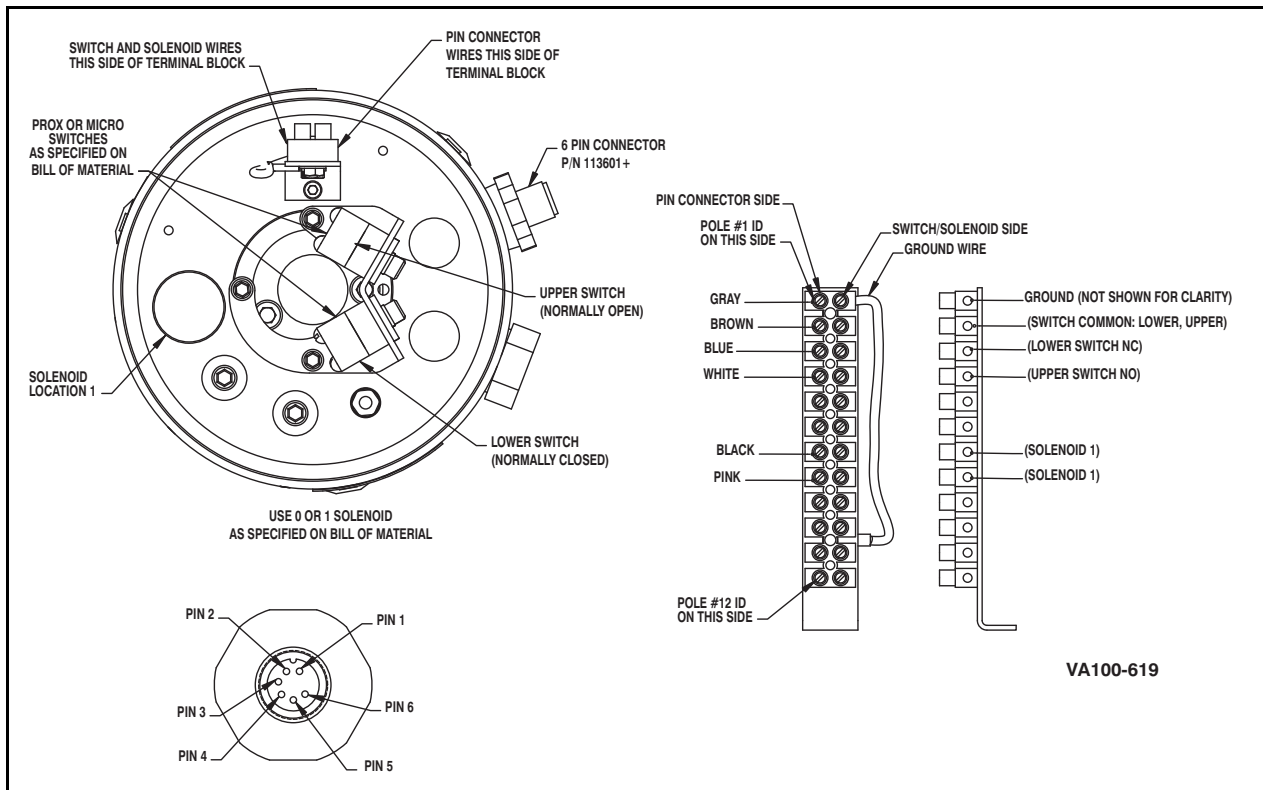 SWITCH AND SOLENOID WIRES
THIS SIDE OF TERMINAL BLOCK
PIN CONNECTOR
WIRES THIS SIDE OF
TERMINAL BLOCK
PROX OR MICRO
SWITCHES
AS SPECIFIED ON
BILL OF MATERIAL
6 PIN CONNECTOR
P/N 113601+
UPPER SWITCH
(NORMALLY OPEN)
SOLENOID
LOCATION 1
LOWER SWITCH
(NORMALLY CLOSED)
USE 0 OR 1 SOLENOID
AS SPECIFIED ON BILL OF MATERIAL
PIN CONNECTOR SIDE
POLE #1 ID
ON THIS SIDE
SWITCH/SOLENOID SIDE
GROUND WIRE
GRAY
BROWN
BLUE
WHITE
BLACK
PINK
POLE #12 ID
ON THIS SIDE
GROUND (NOT SHOWN FOR CLARITY)
(SWITCH COMMON: LOWER, UPPER)
(LOWER SWITCH NC)
(UPPER SWITCH NO)
(SOLENOID 1)
(SOLENOID 1)
PIN 2
PIN 1
PIN 3
PIN 6
PIN 4
PIN 5
VA100-619